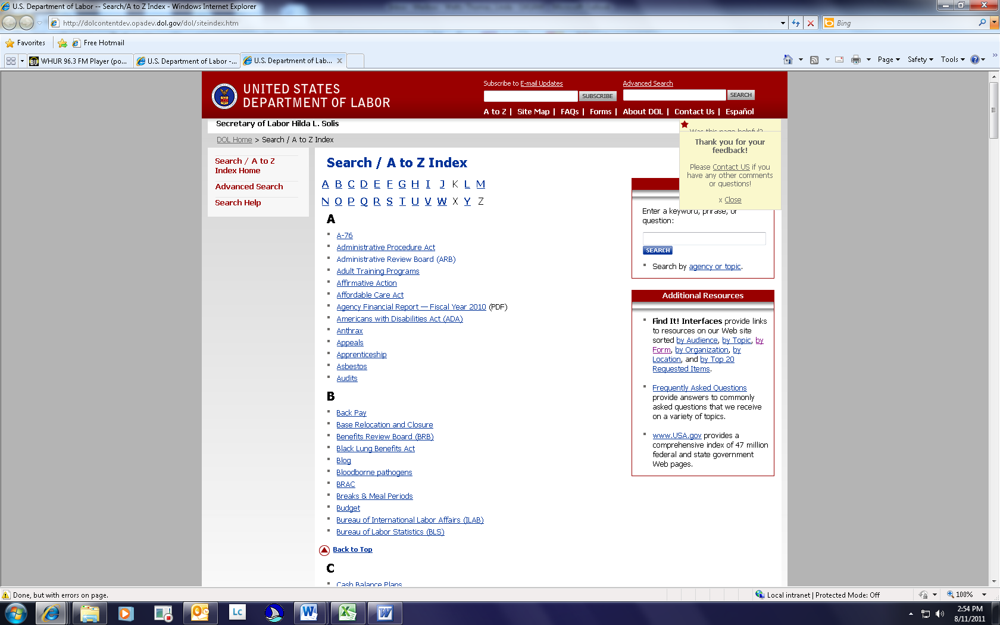 U.S. Department of Labor -- Search/A to Z Index - Windows Internet Explorer
http://dolcontentdev.opadev.dol.gov/dol/siteindex.htm
Bing
Favorites
Free Hotmail
WHUR 96.3 FM Player (po...
U.S. Department of Labor -...
U.S. Department of Lab...
Page
Safety
Tools
UNITED STATES
DEPARTMENT OF LABOR
Subscribe to E-mail Updates
SUBSCRIBE
Advanced Search
SEARCH
A to Z | Site Map | FAQs | Forms | About DOL | Contact Us | Español
Secretary of Labor Hilda L. Solis
DOL Home > Search / A to Z Index
Was this page helpful?
Thank you for your
feedback!
Please Contact US if you
have any other comments
or questions!
x Close
Search / A to Z
Index Home
Advanced Search
Search Help
Search / A to Z Index
A B C D E F G H I J K L M
N O P Q R S T U V W X Y Z
A
A-76
Administrative Procedure Act
Administrative Review Board (ARB)
Adult Training Programs
Affirmative Action
Affordable Care Act
Agency Financial Report — Fiscal Year 2010 (PDF)
Americans with Disabilities Act (ADA)
Anthrax
Appeals
Apprenticeship
Asbestos
Audits
B
Back Pay
Base Relocation and Closure
Benefits Review Board (BRB)
Black Lung Benefits Act
Blog
Bloodborne pathogens
BRAC
Breaks & Meal Periods
Budget
Bureau of International Labor Affairs (ILAB)
Bureau of Labor Statistics (BLS)
Back to Top
C
Cash Balance Plans
Enter a keyword, phrase, or
question:
SEARCH
Search by agency or topic.
Additional Resources
Find It! Interfaces provide links
to resources on our Web site
sorted by Audience, by Topic, by
Form, by Organization, by
Location, and by Top 20
Requested Items.
Frequently Asked Questions
provide answers to commonly
asked questions that we receive
on a variety of topics.
www.USA.gov provides a
comprehensive index of 47 million
federal and state government
Web pages.
Done, but with errors on page.
Local intranet | Protected Mode: Off
100%
Lc
2:54 PM
8/11/2011